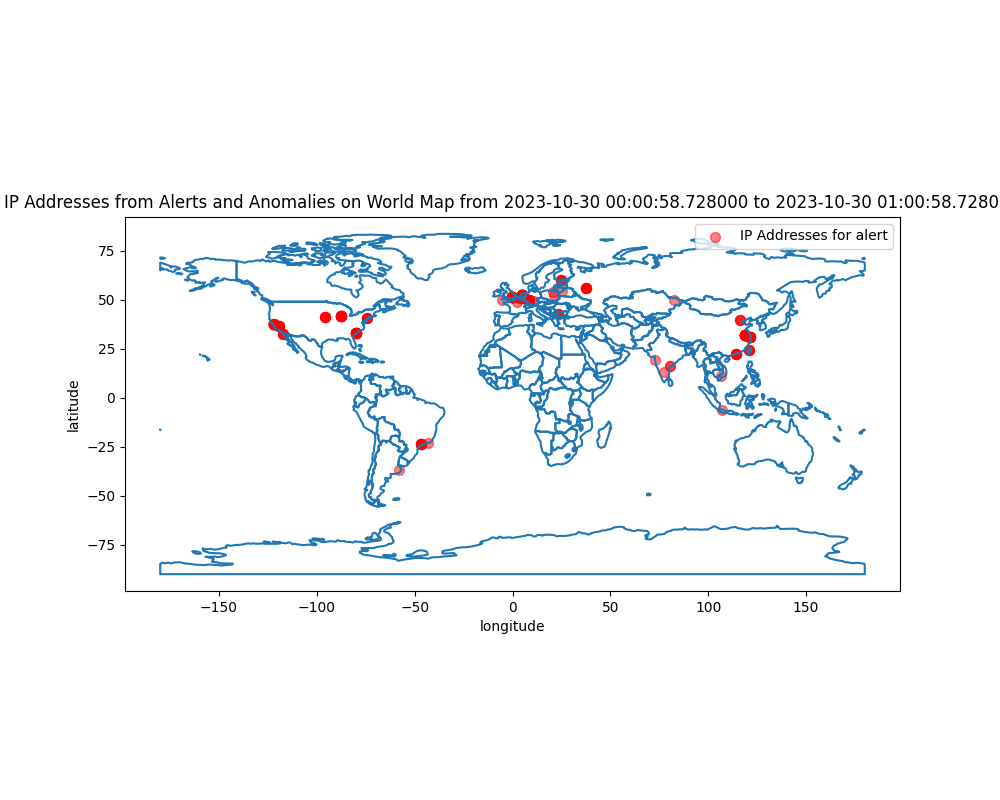 IP Addresses from Alerts and Anomalies on World Map from 2023-10-30 00:00:58.728000 to 2023-10-30 01:00:58.7280
IP Addresses for alert
75
50
25
0
−25
−50
−75
latitude
−150 −100 −50 0 50 100 150
longitude